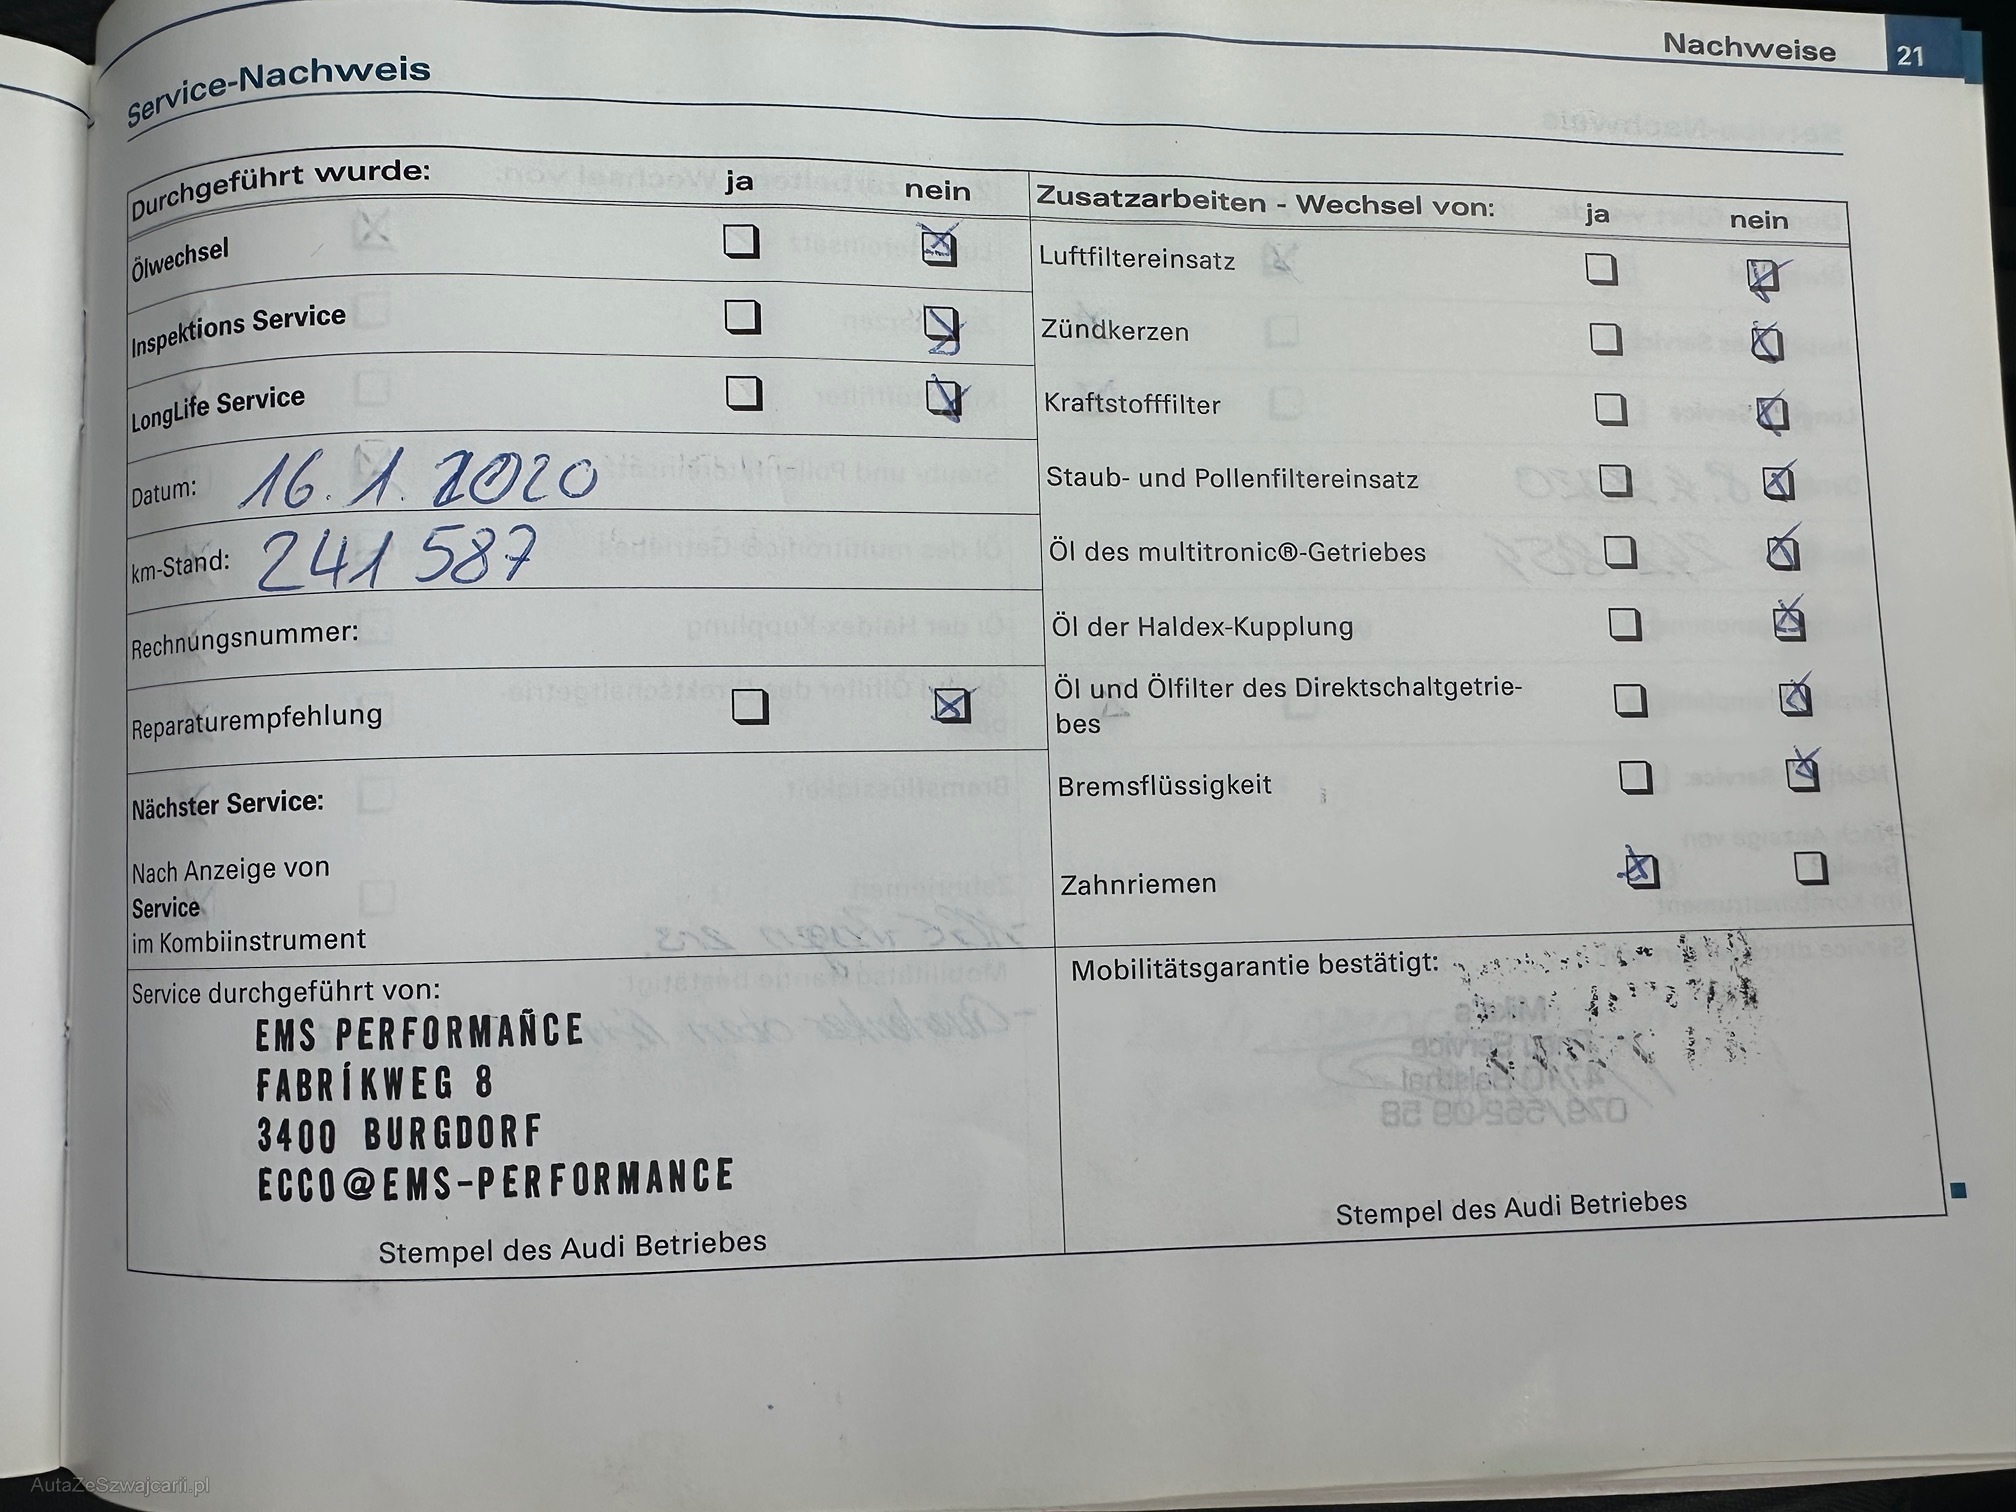 Nachweise 21
Service-Nachweis
Durchgeführt wurde: ja nein
Ölwechsel
Inspektions Service
LongLife Service
Datum: 16.1.2020
km-Stand: 241 587
Rechnungsnummer:
Reparaturempfehlung
Nächster Service:
Nach Anzeige von
Service
im Kombiinstrument
Service durchgeführt von:
EMS PERFORMANCE
FABRIKWEG 8
3400 BURGDORF
ECCO@EMS-PERFORMANCE
Stempel des Audi Betriebes
Zusatzarbeiten - Wechsel von: ja nein
Luftfiltereinsatz
Zündkerzen
Kraftstofffilter
Staub- und Pollenfiltereinsatz
Öl des multitronic®-Getriebes
Öl der Haldex-Kupplung
Öl und Ölfilter des Direktschaltgetrie-
bes
Bremsflüssigkeit
Zahnriemen
Mobilitätsgarantie bestätigt:
Stempel des Audi Betriebes
AutaZeSzwajcarii.pl